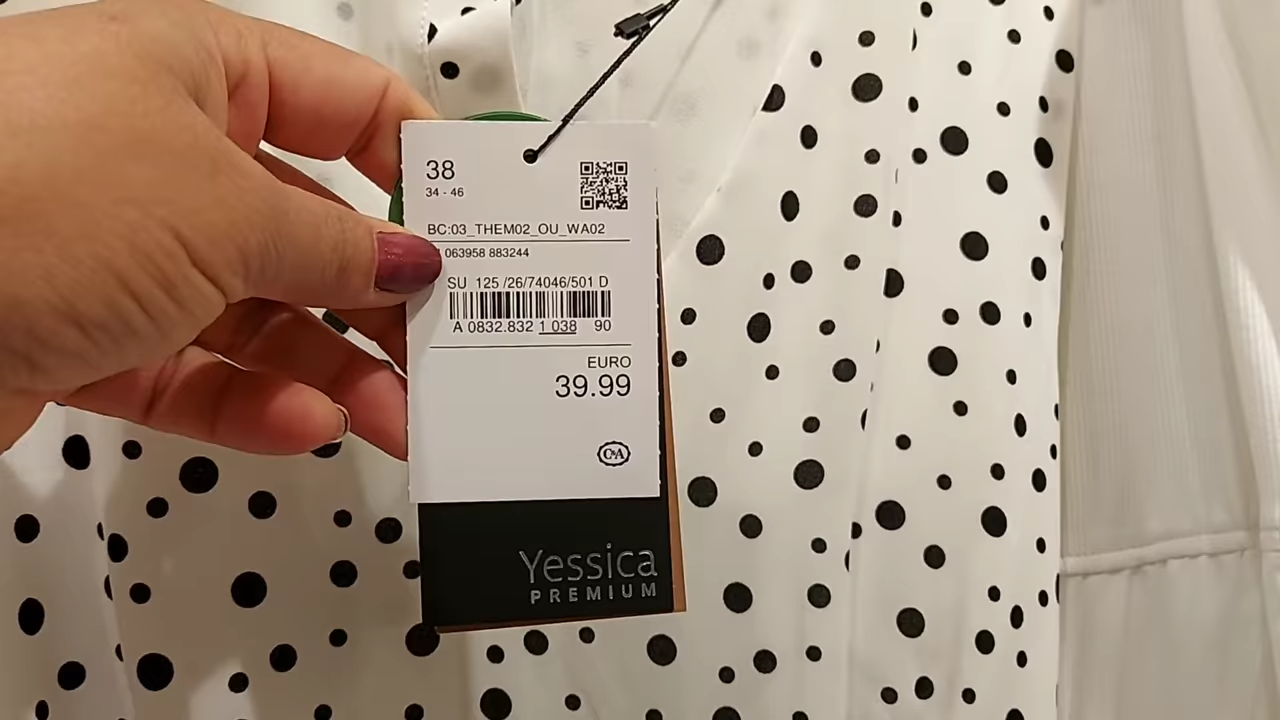 38
34 - 46
BC:03_THEM02_OU_WA02
063958 883244
SU 125 /26/74046/501 D
A 0832.832 1 038 90
EURO
39.99
C&A
Yessica
PREMIUM